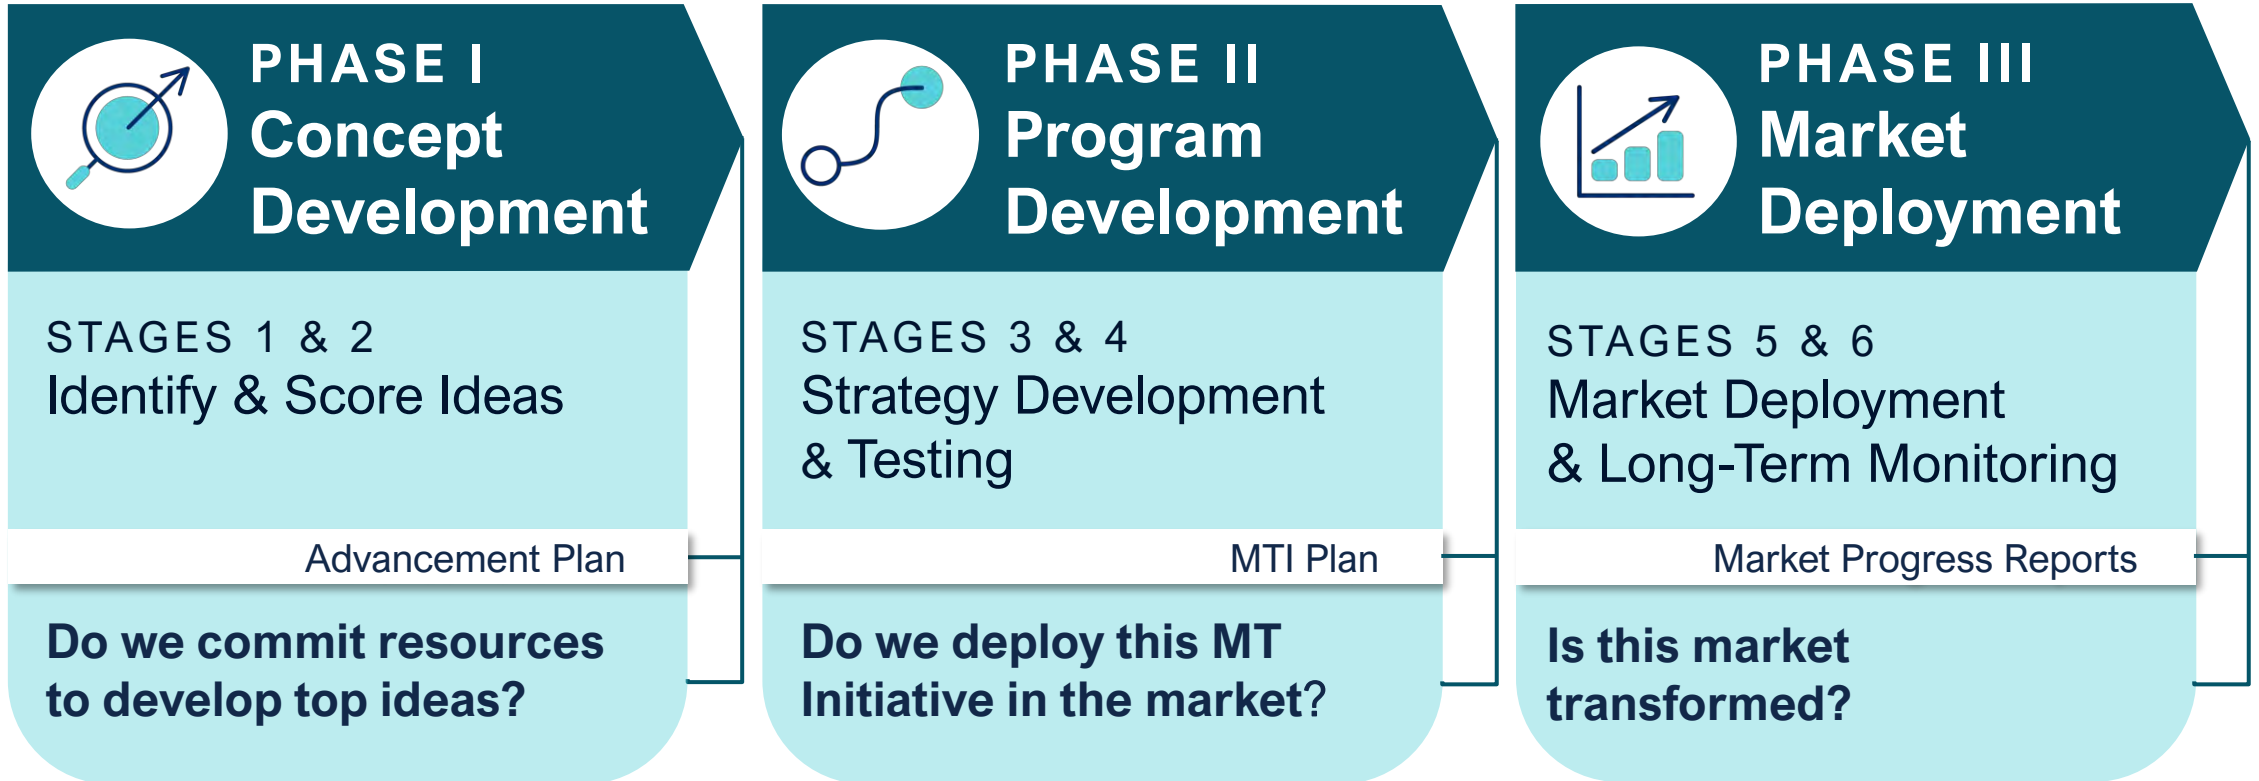 PHASE I
Concept
Development
STAGES 1 & 2
Identify & Score Ideas
Advancement Plan
Do we commit resources
to develop top ideas?
PHASE II
Program
Development
STAGES 3 & 4
Strategy Development
& Testing
MTI Plan
Do we deploy this MT
Initiative in the market?
PHASE III
Market
Deployment
STAGES 5 & 6
Market Deployment
& Long-Term Monitoring
Market Progress Reports
Is this market
transformed?